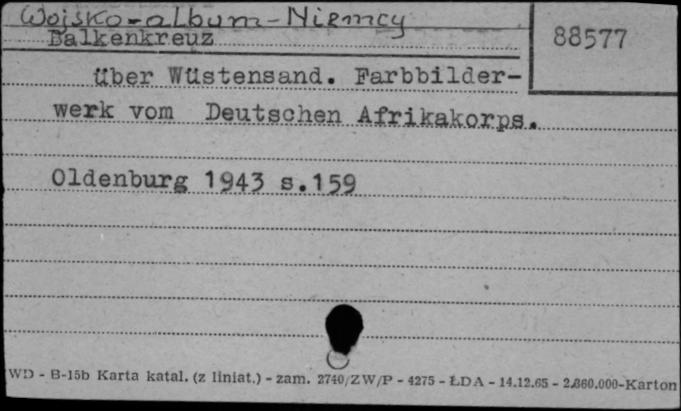 Wojsko-album-Niemcy
Balkenkreuz
88577
über Wüstensand. Farbbilder-
werk vom Deutschen Afrikakorps.
Oldenburg 1943 s.159
WD - B-15b Karta katal. (z liniat.) - zam. 2740/ZW/P - 4275 - ŁDA - 14.12.65 - 2.860.000-Karton